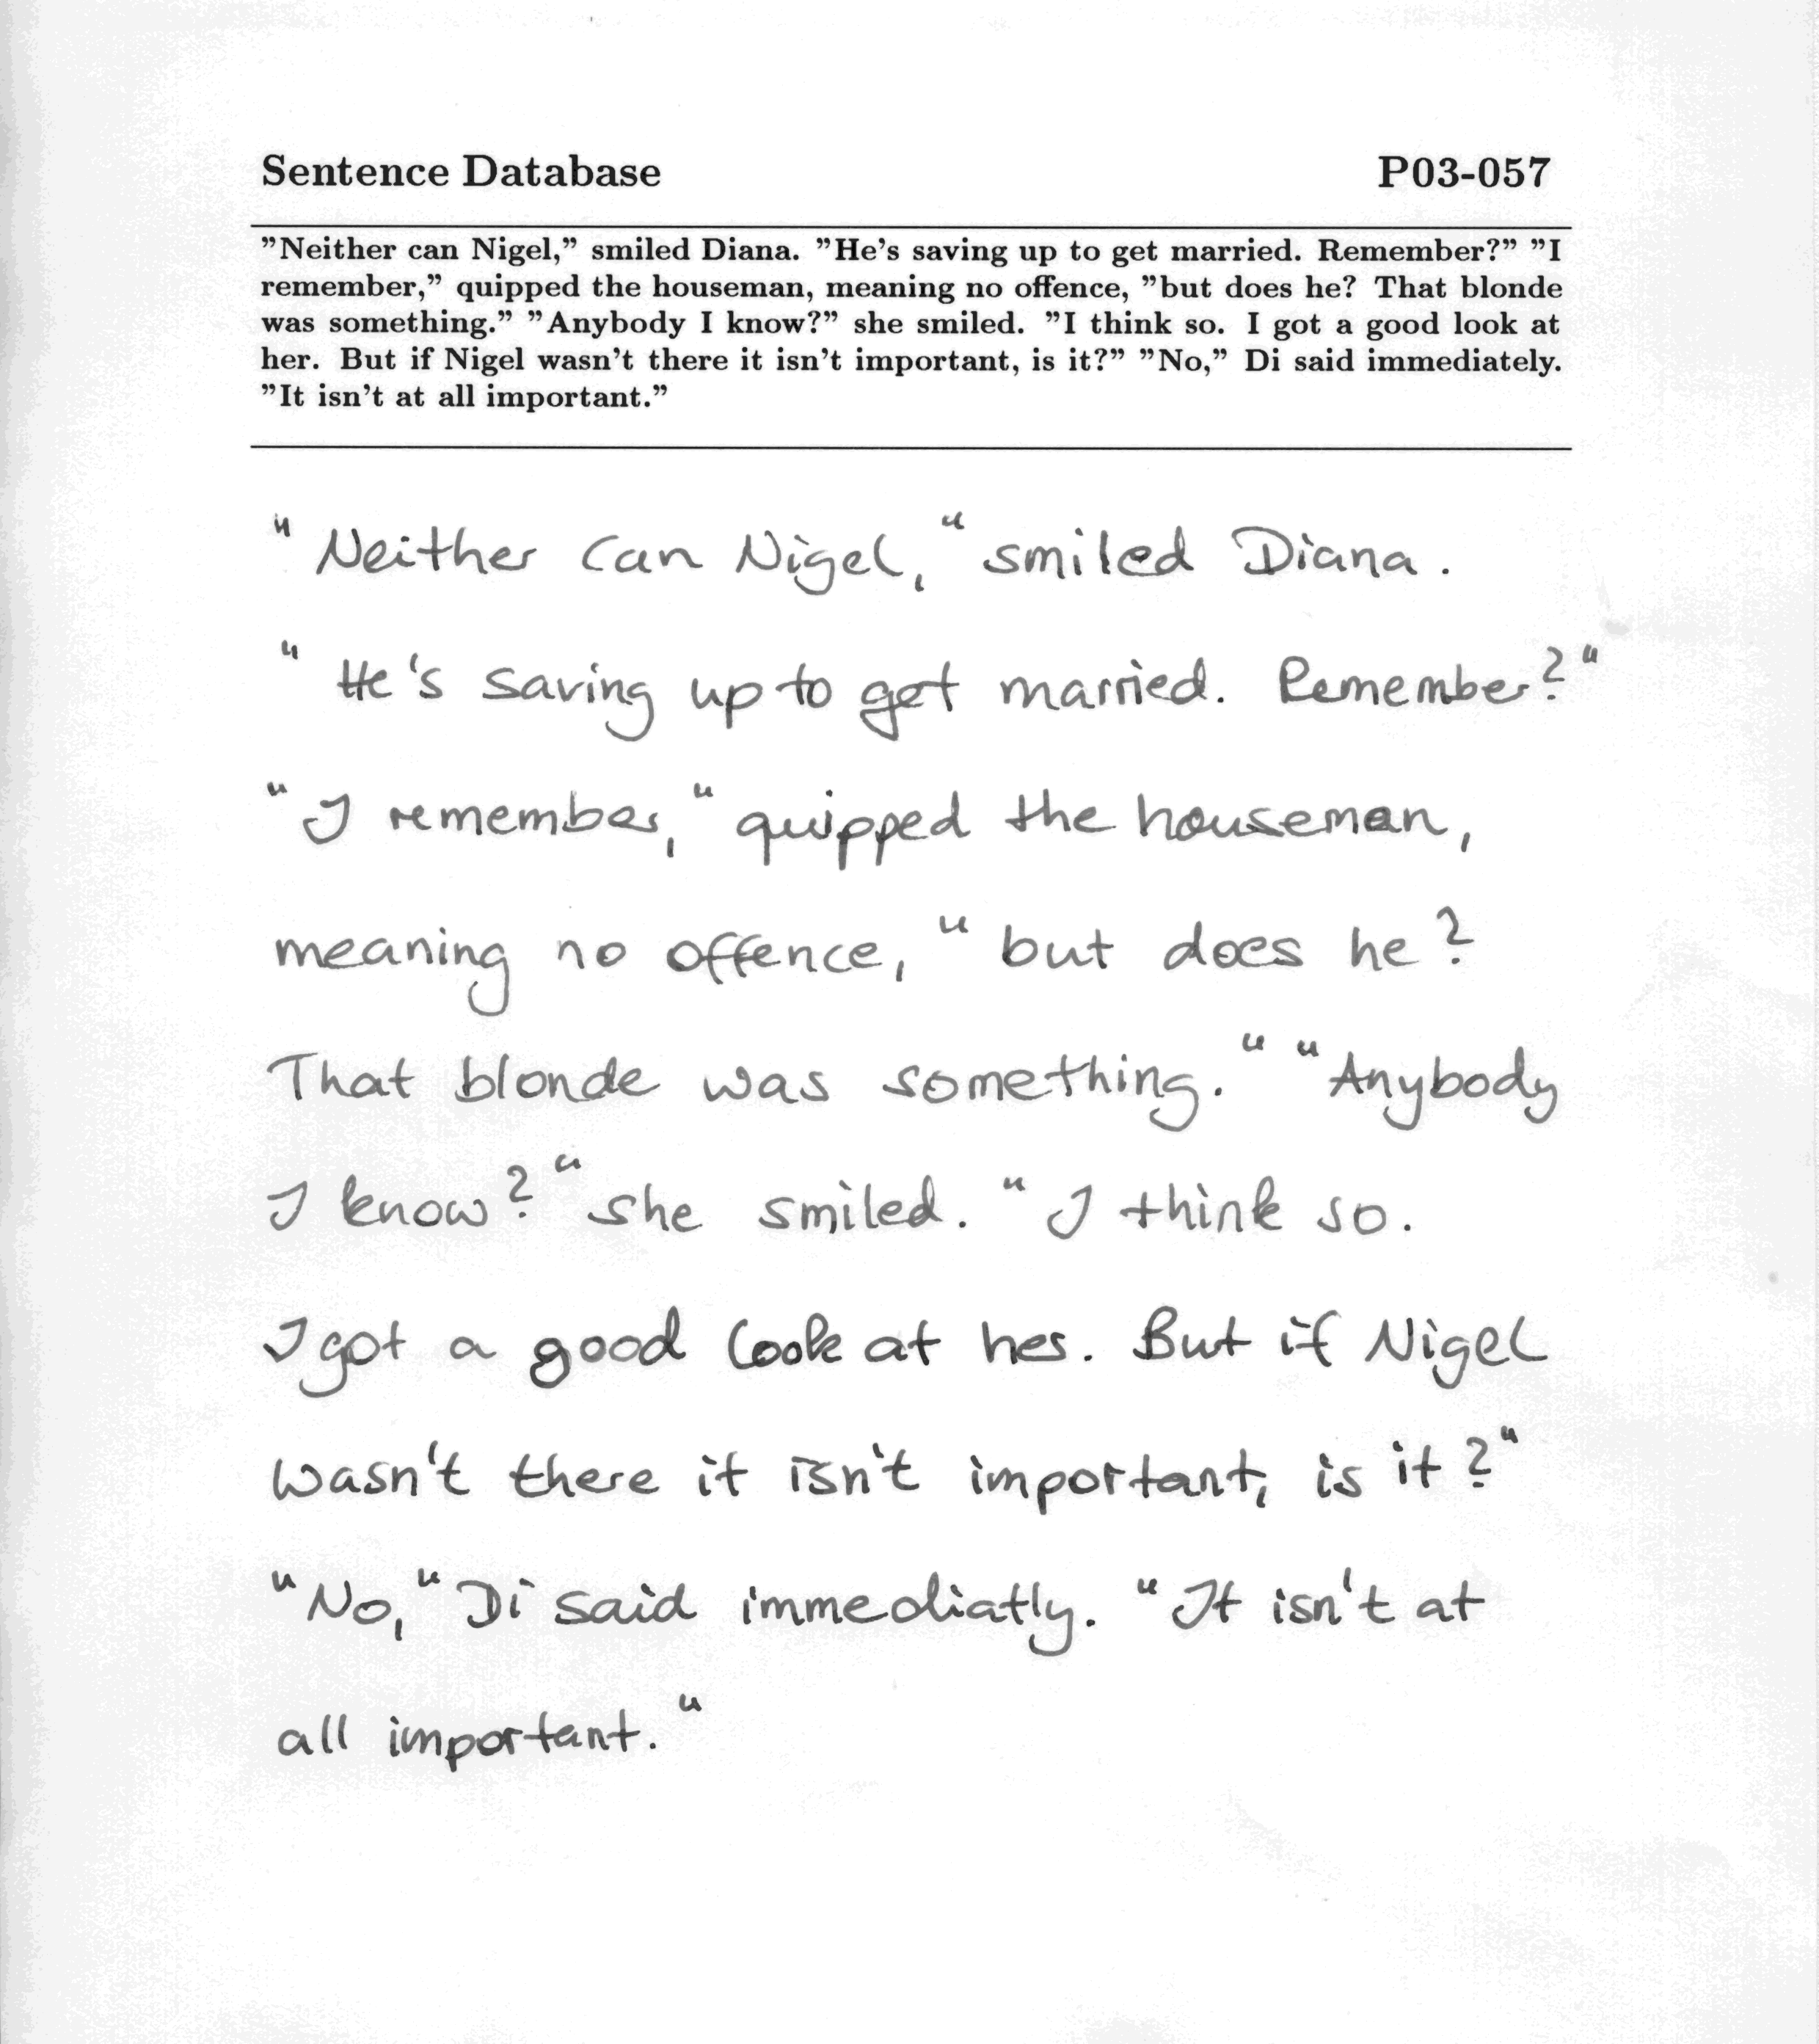 Sentence Database P03-057
”Neither can Nigel,” smiled Diana. ”He’s saving up to get married. Remember?” ”I
remember,” quipped the houseman, meaning no offence, ”but does he? That blonde
was something.” ”Anybody I know?” she smiled. ”I think so. I got a good look at
her. But if Nigel wasn’t there it isn’t important, is it?” ”No,” Di said immediately.
”It isn’t at all important.”
"Neither can Nigel," smiled Diana.
"He's saving up to get married. Remember?"
"I remember," quipped the houseman,
meaning no offence, "but does he?
That blonde was something." "Anybody
I know?" she smiled. "I think so.
I got a good look at her. But if Nigel
wasn't there it isn't important, is it?"
"No," Di said immediatly. "It isn't at
all important."